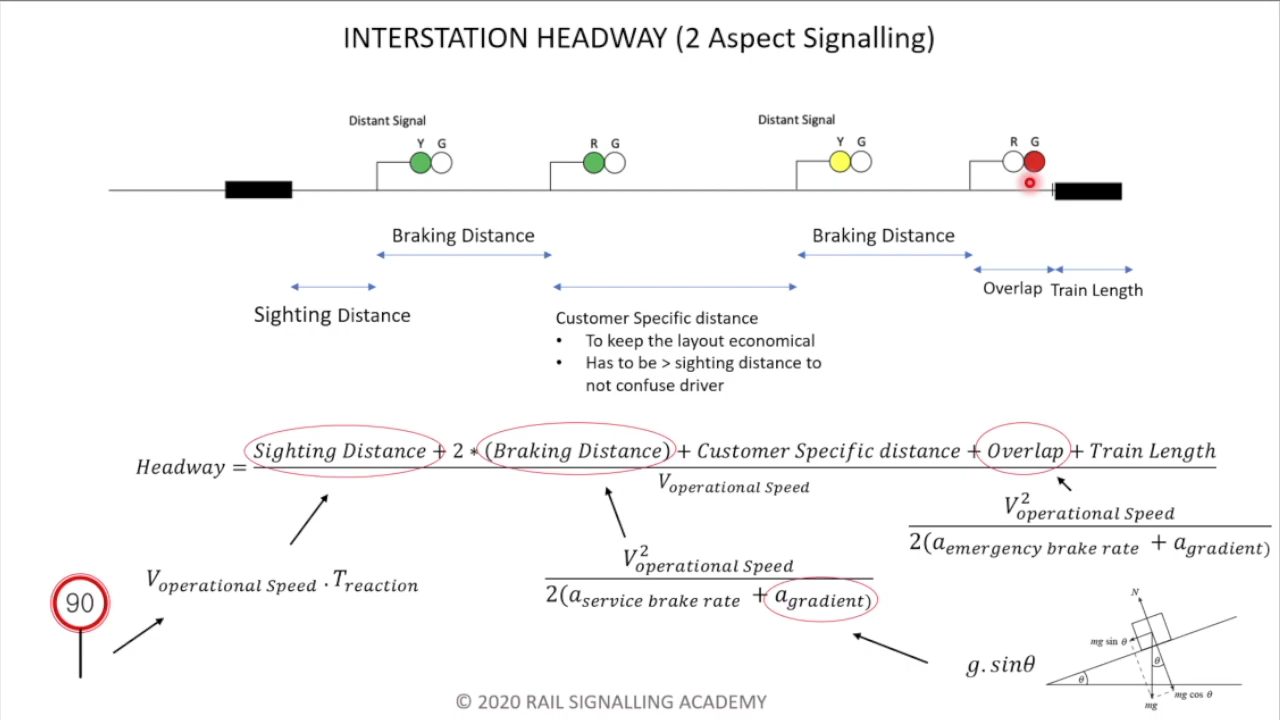 INTERSTATION HEADWAY (2 Aspect Signalling)
Distant Signal
Y G
R G
Distant Signal
Y G
R G
Braking Distance
Braking Distance
Sighting Distance
Customer Specific distance
• To keep the layout economical
• Has to be > sighting distance to
not confuse driver
Overlap
Train Length
Headway = (Sighting Distance + 2 * (Braking Distance) + Customer Specific distance + Overlap + Train Length) / V_operational Speed
V_operational Speed · T_reaction
90
V²_operational Speed
2(a_service brake rate + a_gradient)
V²_operational Speed
2(a_emergency brake rate + a_gradient)
g. sinθ
N
mg sin θ
θ
θ
mg cos θ
mg
© 2020 RAIL SIGNALLING ACADEMY